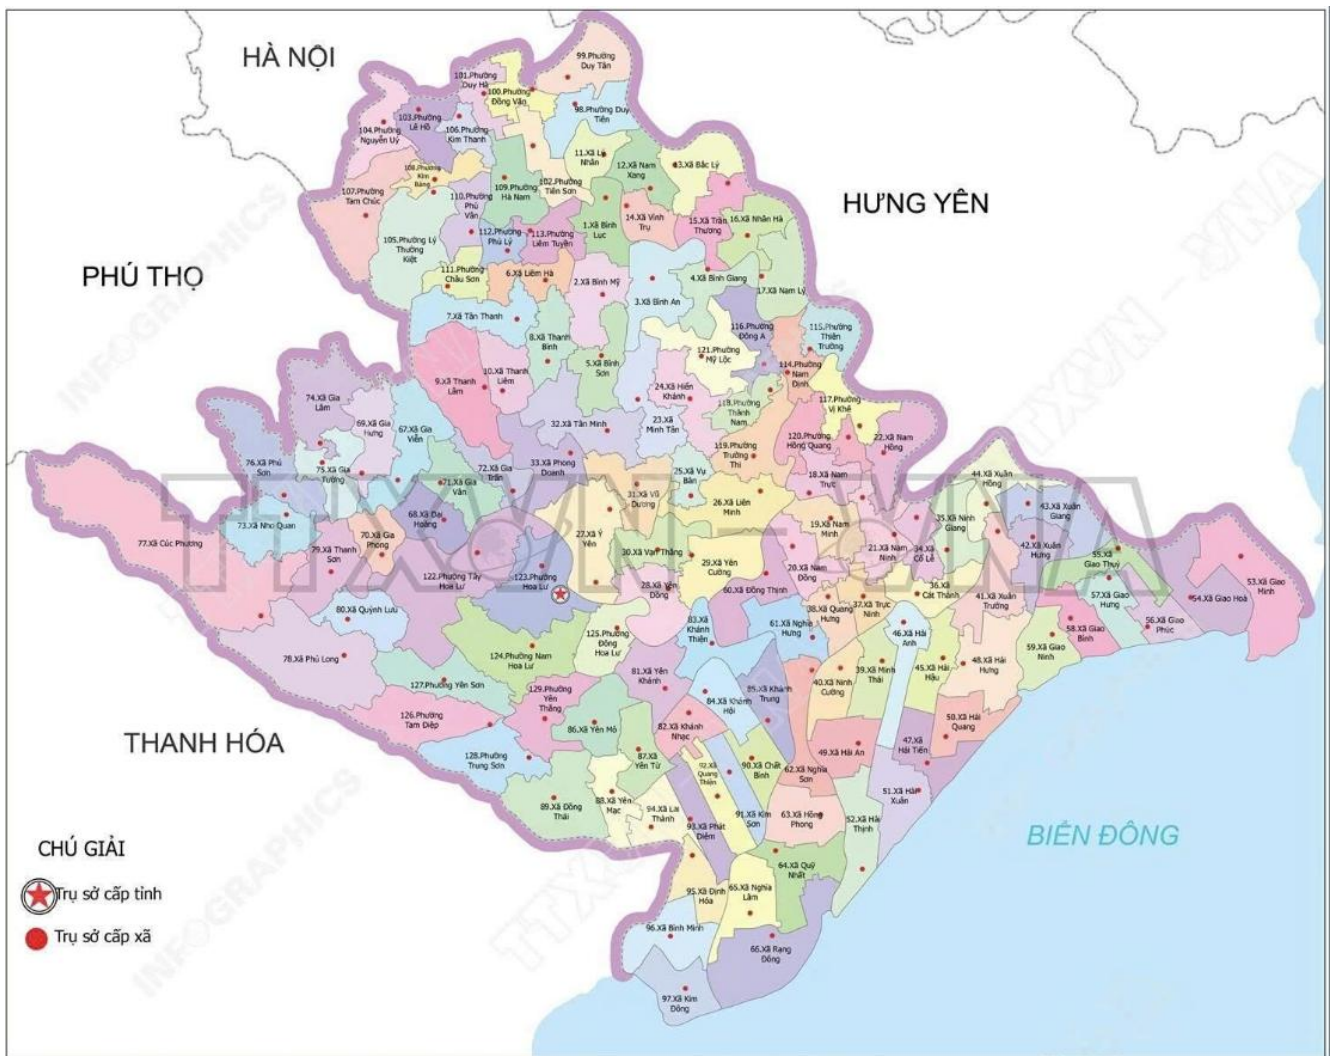 HÀ NỘI
HƯNG YÊN
PHÚ THỌ
THANH HÓA
BIỂN ĐÔNG
99.Phường
Duy Tân
101.Phường
Duy Hà
100.Phường
Đồng Văn
98.Phường Duy
Tiên
103.Phường
Lê Hồ
104.Phường
Nguyễn Uý
106.Phường
Kim Thanh
108.Phường
Kim Bảng
107.Phường
Tam Chúc
105.Phường Lý
Thường
Kiệt
109.Phường
Hà Nam
102.Phường
Tiên Sơn
110.Phường
Phù Vân
112.Phường
Phủ Lý
113.Phường
Liêm Tuyền
111.Phường
Châu Sơn
11.Xã Lý
Nhân
12.Xã Nam
Xang
13.Xã Bắc Lý
14.Xã Vĩnh
Trụ
15.Xã Trần
Thương
16.Xã Nhân Hà
1.Xã Bình
Lục
2.Xã Bình Mỹ
3.Xã Bình An
4.Xã Bình Giang
17.Xã Nam Lý
6.Xã Liêm Hà
7.Xã Tân Thanh
8.Xã Thanh
Bình
5.Xã Bình
Sơn
9.Xã Thanh
Lâm
10.Xã Thanh
Liêm
116.Phường
Đông A
115.Phường
Thiên
Trường
121.Phường
Mỹ Lộc
114.Phường
Nam
Định
118.Phường
Thành
Nam
117.Phường
Vị Khê
119.Phường
Trường
Thi
120.Phường
Hồng Quang
22.Xã Nam
Hồng
24.Xã Hiển
Khánh
23.Xã
Minh Tân
32.Xã Tân Minh
33.Xã Phong
Doanh
31.Xã Vũ
Dương
25.Xã Vụ
Bản
26.Xã Liên
Minh
27.Xã Ý
Yên
30.Xã Vạn Thắng
29.Xã Yên
Cường
28.Xã Yên
Đồng
18.Xã Nam
Trực
19.Xã Nam
Minh
20.Xã Nam
Đồng
21.Xã Nam
Ninh
34.Xã
Cổ Lễ
35.Xã Ninh
Giang
36.Xã
Cát Thành
37.Xã Trực
Ninh
38.Xã Quang
Hưng
39.Xã Minh
Thái
40.Xã Ninh
Cường
44.Xã Xuân
Hồng
43.Xã Xuân
Giang
42.Xã Xuân
Hưng
41.Xã Xuân
Trường
55.Xã
Giao Thuỷ
57.Xã Giao
Hưng
58.Xã Giao
Bình
59.Xã Giao
Ninh
56.Xã Giao
Phúc
54.Xã Giao Hoà
53.Xã Giao
Minh
46.Xã Hải
Anh
45.Xã Hải
Hậu
48.Xã Hải
Hưng
50.Xã Hải
Quang
47.Xã
Hải Tiến
49.Xã Hải An
51.Xã Hải
Xuân
52.Xã Hải
Thịnh
60.Xã Đồng Thịnh
61.Xã Nghĩa
Hưng
62.Xã Nghĩa
Sơn
63.Xã Hồng
Phong
64.Xã Quỹ
Nhất
65.Xã Nghĩa
Lâm
66.Xã Rạng
Đông
74.Xã Gia
Lâm
69.Xã Gia
Hưng
67.Xã Gia
Viễn
76.Xã Phú
Sơn
75.Xã Gia
Tường
72.Xã Gia
Trấn
71.Xã Gia
Vân
68.Xã Đại
Hoàng
70.Xã Gia
Phong
73.Xã Nho Quan
77.Xã Cúc Phương
79.Xã Thanh
Sơn
80.Xã Quỳnh Lưu
78.Xã Phú Long
122.Phường Tây
Hoa Lư
123.Phường
Hoa Lư
124.Phường Nam
Hoa Lư
125.Phường
Đông
Hoa Lư
127.Phường Yên Sơn
126.Phường
Tam Điệp
128.Phường
Trung Sơn
129.Phường
Yên
Thắng
81.Xã Yên
Khánh
82.Xã Khánh
Nhạc
83.Xã
Khánh
Thiện
84.Xã Khánh
Hội
85.Xã Khánh
Trung
86.Xã Yên Mô
87.Xã
Yên Từ
88.Xã Yên
Mạc
89.Xã Đồng
Thái
90.Xã Chất
Bình
91.Xã Kim
Sơn
92.Xã
Quang
Thiện
93.Xã Phát
Diệm
94.Xã Lai
Thành
95.Xã Định
Hóa
96.Xã Bình Minh
97.Xã Kim
Đông
CHÚ GIẢI
Trụ sở cấp tỉnh
Trụ sở cấp xã
TTXVN - VNA
INFOGRAPHICS